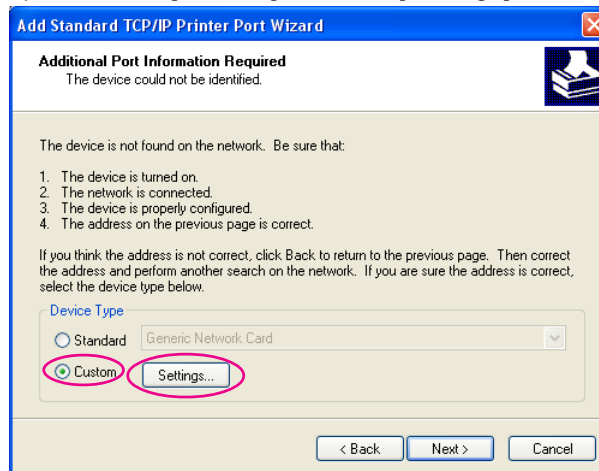 Add Standard TCP/IP Printer Port Wizard
Additional Port Information Required
The device could not be identified.
The device is not found on the network. Be sure that:
1. The device is turned on.
2. The network is connected.
3. The device is properly configured.
4. The address on the previous page is correct.
If you think the address is not correct, click Back to return to the previous page. Then correct
the address and perform another search on the network. If you are sure the address is correct,
select the device type below.
Device Type
Standard Generic Network Card
Custom Settings...
< Back Next > Cancel